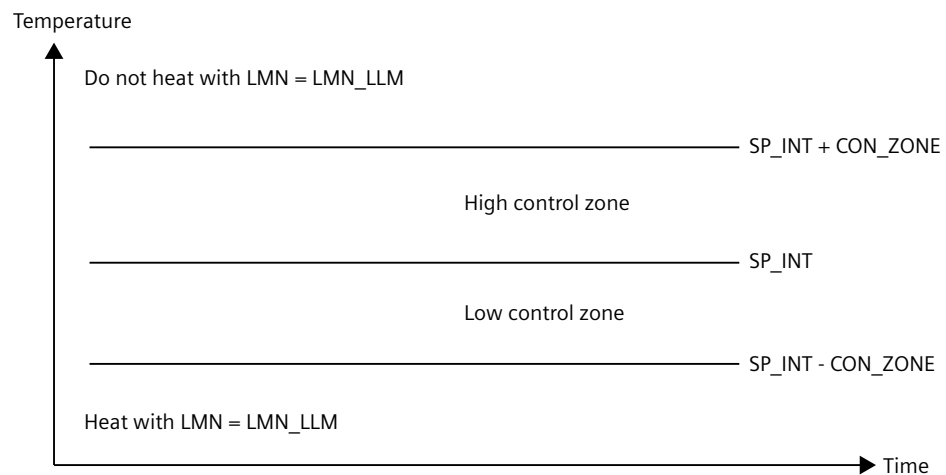 Temperature
Do not heat with LMN = LMN_LLM
SP_INT + CON_ZONE
High control zone
SP_INT
Low control zone
SP_INT - CON_ZONE
Heat with LMN = LMN_LLM
Time